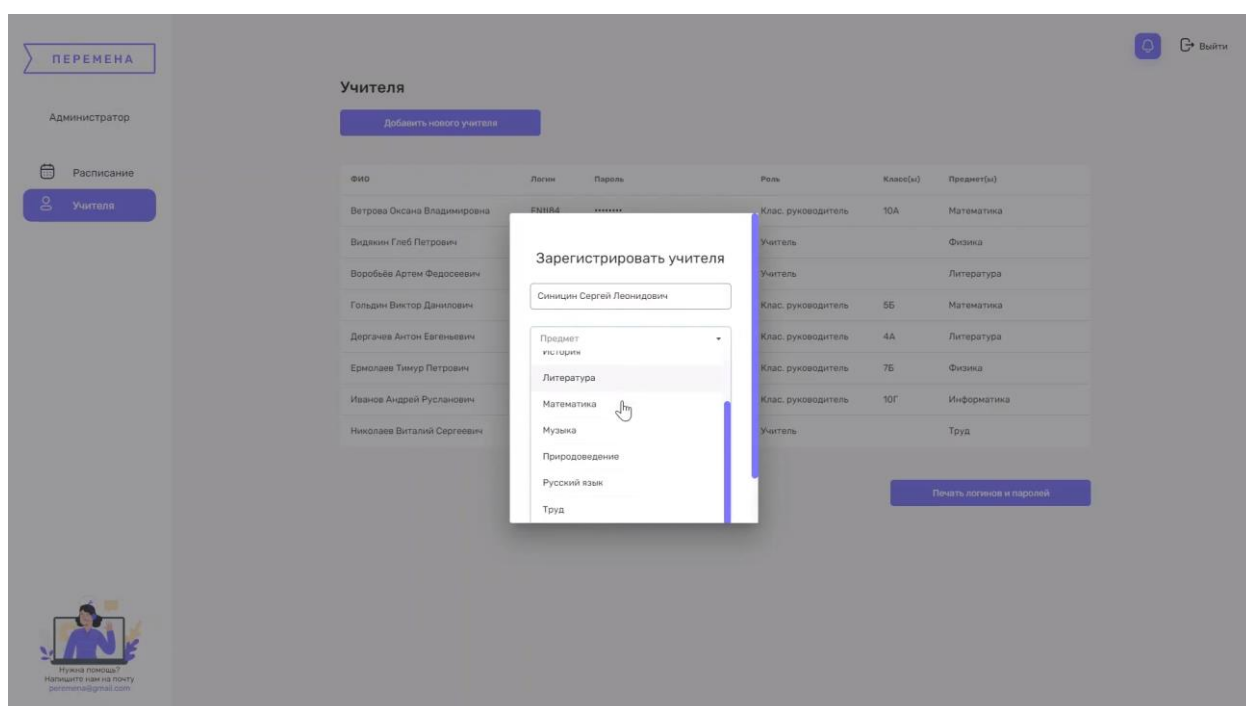 ПЕРЕМЕНА
Выйти
Администратор
Расписание
Учителя
Учителя
Добавить нового учителя
ФИО Логин Пароль Роль Класс(ы) Предмет(ы)
Ветрова Оксана Владимировна EN1184 •••••••• Клас. руководитель 10А Математика
Видякин Глеб Петрович Учитель Физика
Воробьёв Артем Федосеевич Учитель Литература
Гольдин Виктор Данилович Клас. руководитель 5Б Математика
Дергачев Антон Евгеньевич Клас. руководитель 4А Литература
Ермолаев Тимур Петрович Клас. руководитель 7Б Физика
Иванов Андрей Русланович Клас. руководитель 10Г Информатика
Николаев Виталий Сергеевич Учитель Труд
Зарегистрировать учителя
Синицин Сергей Леонидович
Предмет
История
Литература
Математика
Музыка
Природоведение
Русский язык
Труд
Печать логинов и паролей
Нужна помощь?
Напишите нам на почту
peremena@gmail.com